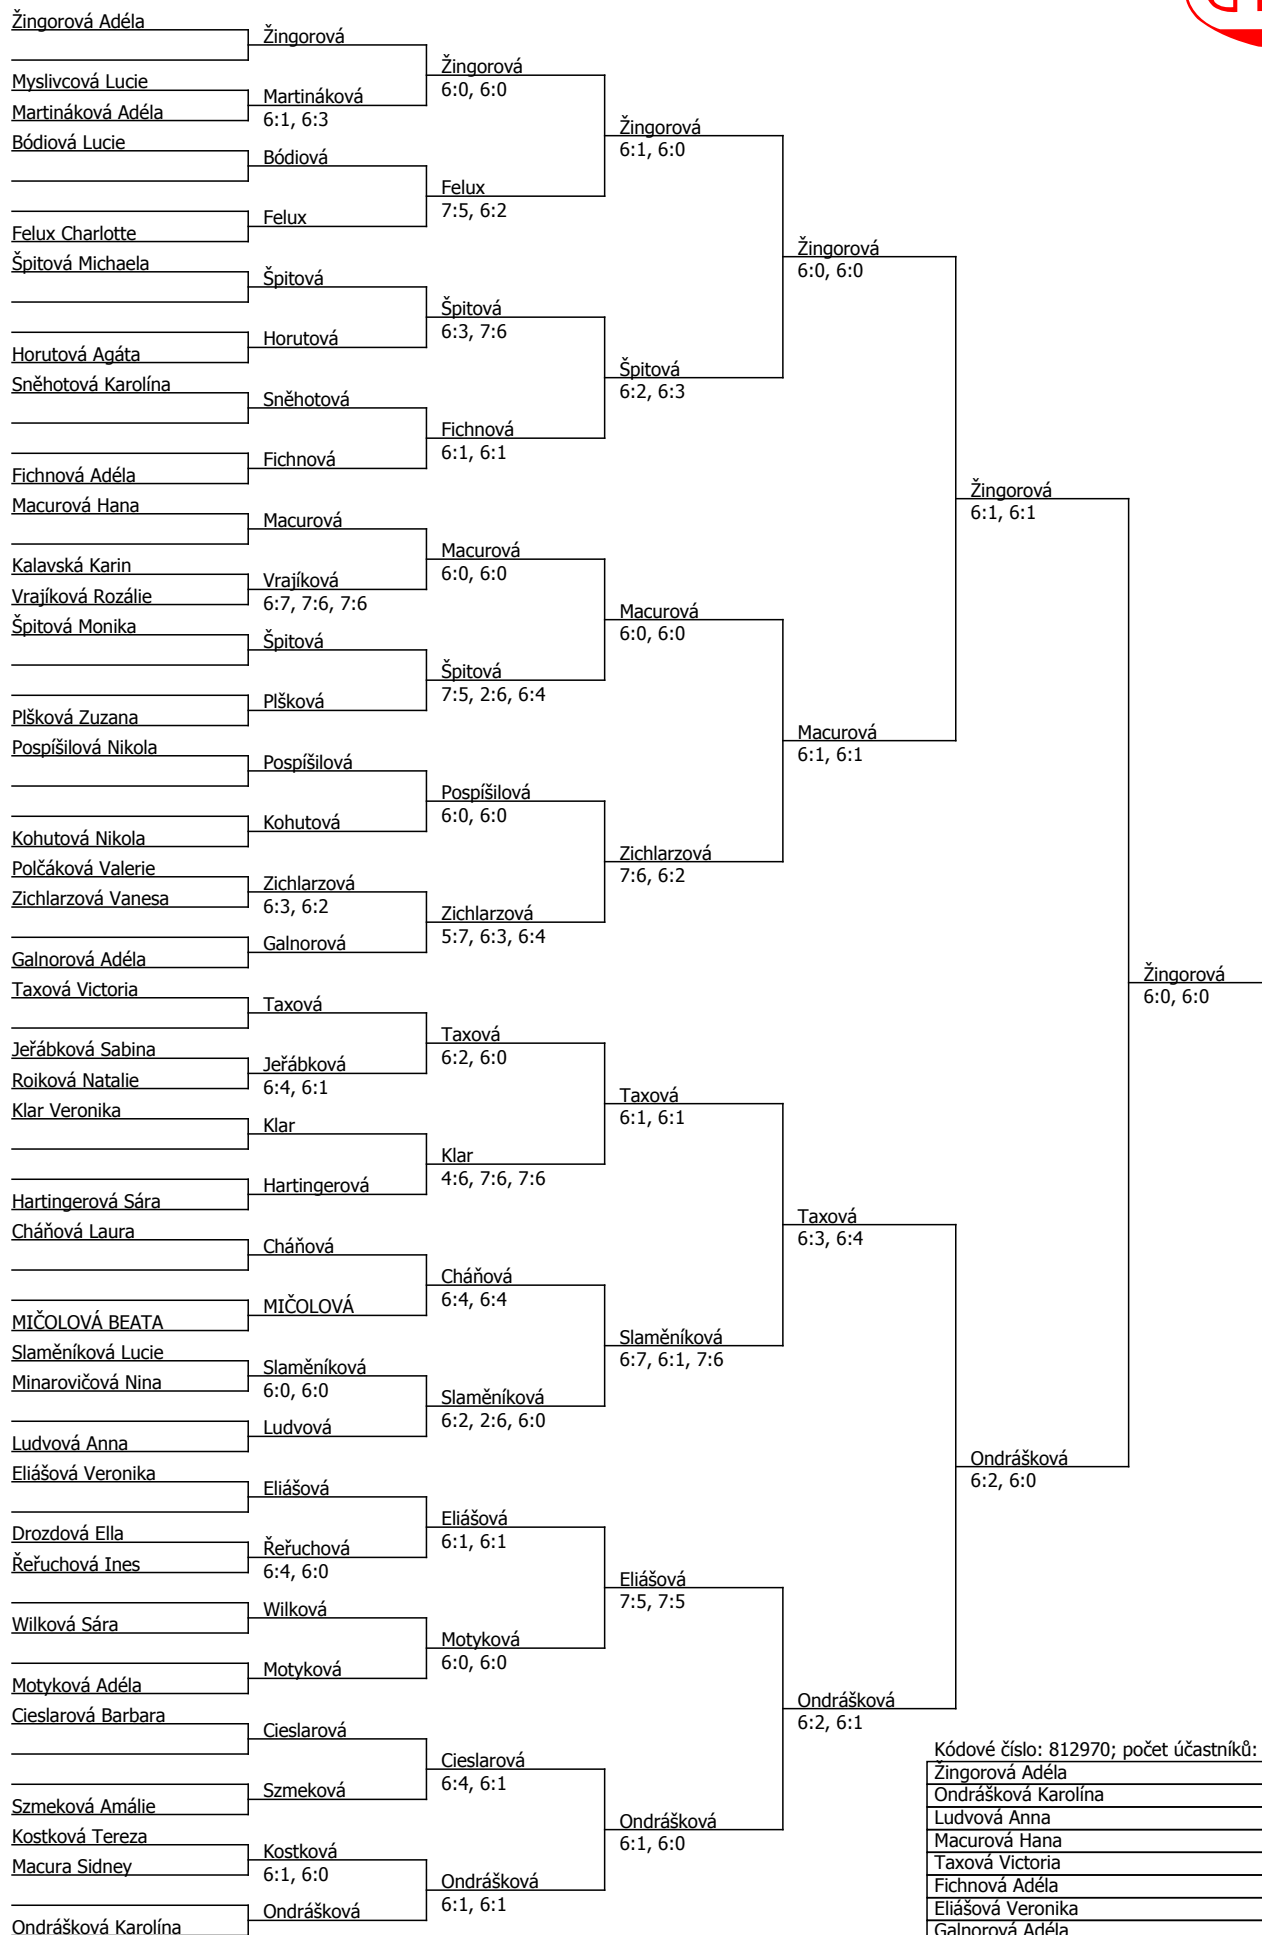 Žingorová Adéla
Myslivcová Lucie
Martináková Adéla
Bódiová Lucie
Felux Charlotte
Špitová Michaela
Horutová Agáta
Sněhotová Karolína
Fichnová Adéla
Macurová Hana
Kalavská Karin
Vrajíková Rozálie
Špitová Monika
Plšková Zuzana
Pospíšilová Nikola
Kohutová Nikola
Polčáková Valerie
Zichlarzová Vanesa
Galnorová Adéla
Taxová Victoria
Jeřábková Sabina
Roiková Natalie
Klar Veronika
Hartingerová Sára
Cháňová Laura
MIČOLOVÁ BEATA
Slaměníková Lucie
Minarovičová Nina
Ludvová Anna
Eliášová Veronika
Drozdová Ella
Řeřuchová Ines
Wilková Sára
Motyková Adéla
Cieslarová Barbara
Szmeková Amálie
Kostková Tereza
Macura Sidney
Ondrášková Karolína
Žingorová
Martináková
6:1, 6:3
Bódiová
Felux
Špitová
Horutová
Sněhotová
Fichnová
Macurová
Vrajíková
6:7, 7:6, 7:6
Špitová
Plšková
Pospíšilová
Kohutová
Zichlarzová
6:3, 6:2
Galnorová
Taxová
Jeřábková
6:4, 6:1
Klar
Hartingerová
Cháňová
MIČOLOVÁ
Slaměníková
6:0, 6:0
Ludvová
Eliášová
Řeřuchová
6:4, 6:0
Wilková
Motyková
Cieslarová
Szmeková
Kostková
6:1, 6:0
Ondrášková
Žingorová
6:0, 6:0
Felux
7:5, 6:2
Špitová
6:3, 7:6
Fichnová
6:1, 6:1
Macurová
6:0, 6:0
Špitová
7:5, 2:6, 6:4
Pospíšilová
6:0, 6:0
Zichlarzová
5:7, 6:3, 6:4
Taxová
6:2, 6:0
Klar
4:6, 7:6, 7:6
Cháňová
6:4, 6:4
Slaměníková
6:2, 2:6, 6:0
Eliášová
6:1, 6:1
Motyková
6:0, 6:0
Cieslarová
6:4, 6:1
Ondrášková
6:1, 6:1
Žingorová
6:1, 6:0
Špitová
6:2, 6:3
Macurová
6:0, 6:0
Zichlarzová
7:6, 6:2
Taxová
6:1, 6:1
Slaměníková
6:7, 6:1, 7:6
Eliášová
7:5, 7:5
Ondrášková
6:1, 6:0
Žingorová
6:0, 6:0
Macurová
6:1, 6:1
Taxová
6:3, 6:4
Ondrášková
6:2, 6:1
Žingorová
6:1, 6:1
Ondrášková
6:2, 6:0
Žingorová
6:0, 6:0
Kódové číslo: 812970; počet účastníků:
Žingorová Adéla
Ondrášková Karolína
Ludvová Anna
Macurová Hana
Taxová Victoria
Fichnová Adéla
Eliášová Veronika
Galnorová Adéla